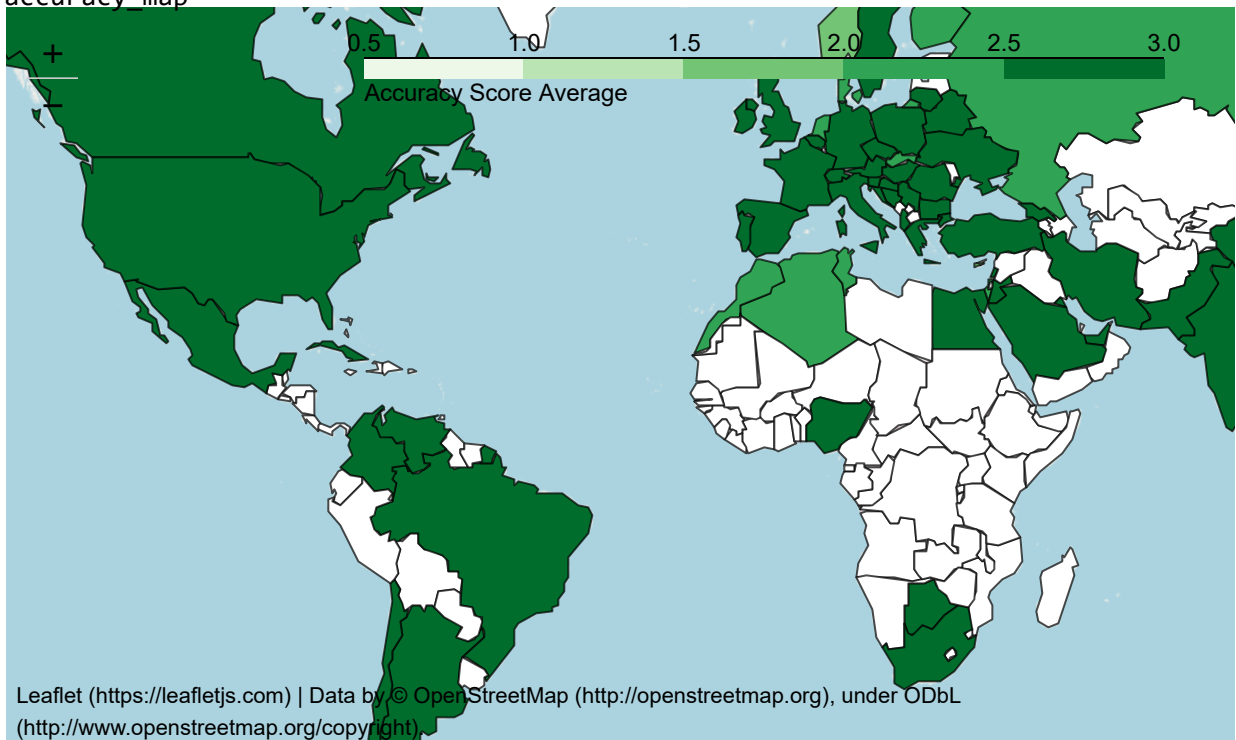 accuracy_map
+
−
0.5 1.0 1.5 2.0 2.5 3.0
Accuracy Score Average
Leaflet (https://leafletjs.com) | Data by © OpenStreetMap (http://openstreetmap.org), under ODbL
(http://www.openstreetmap.org/copyright).